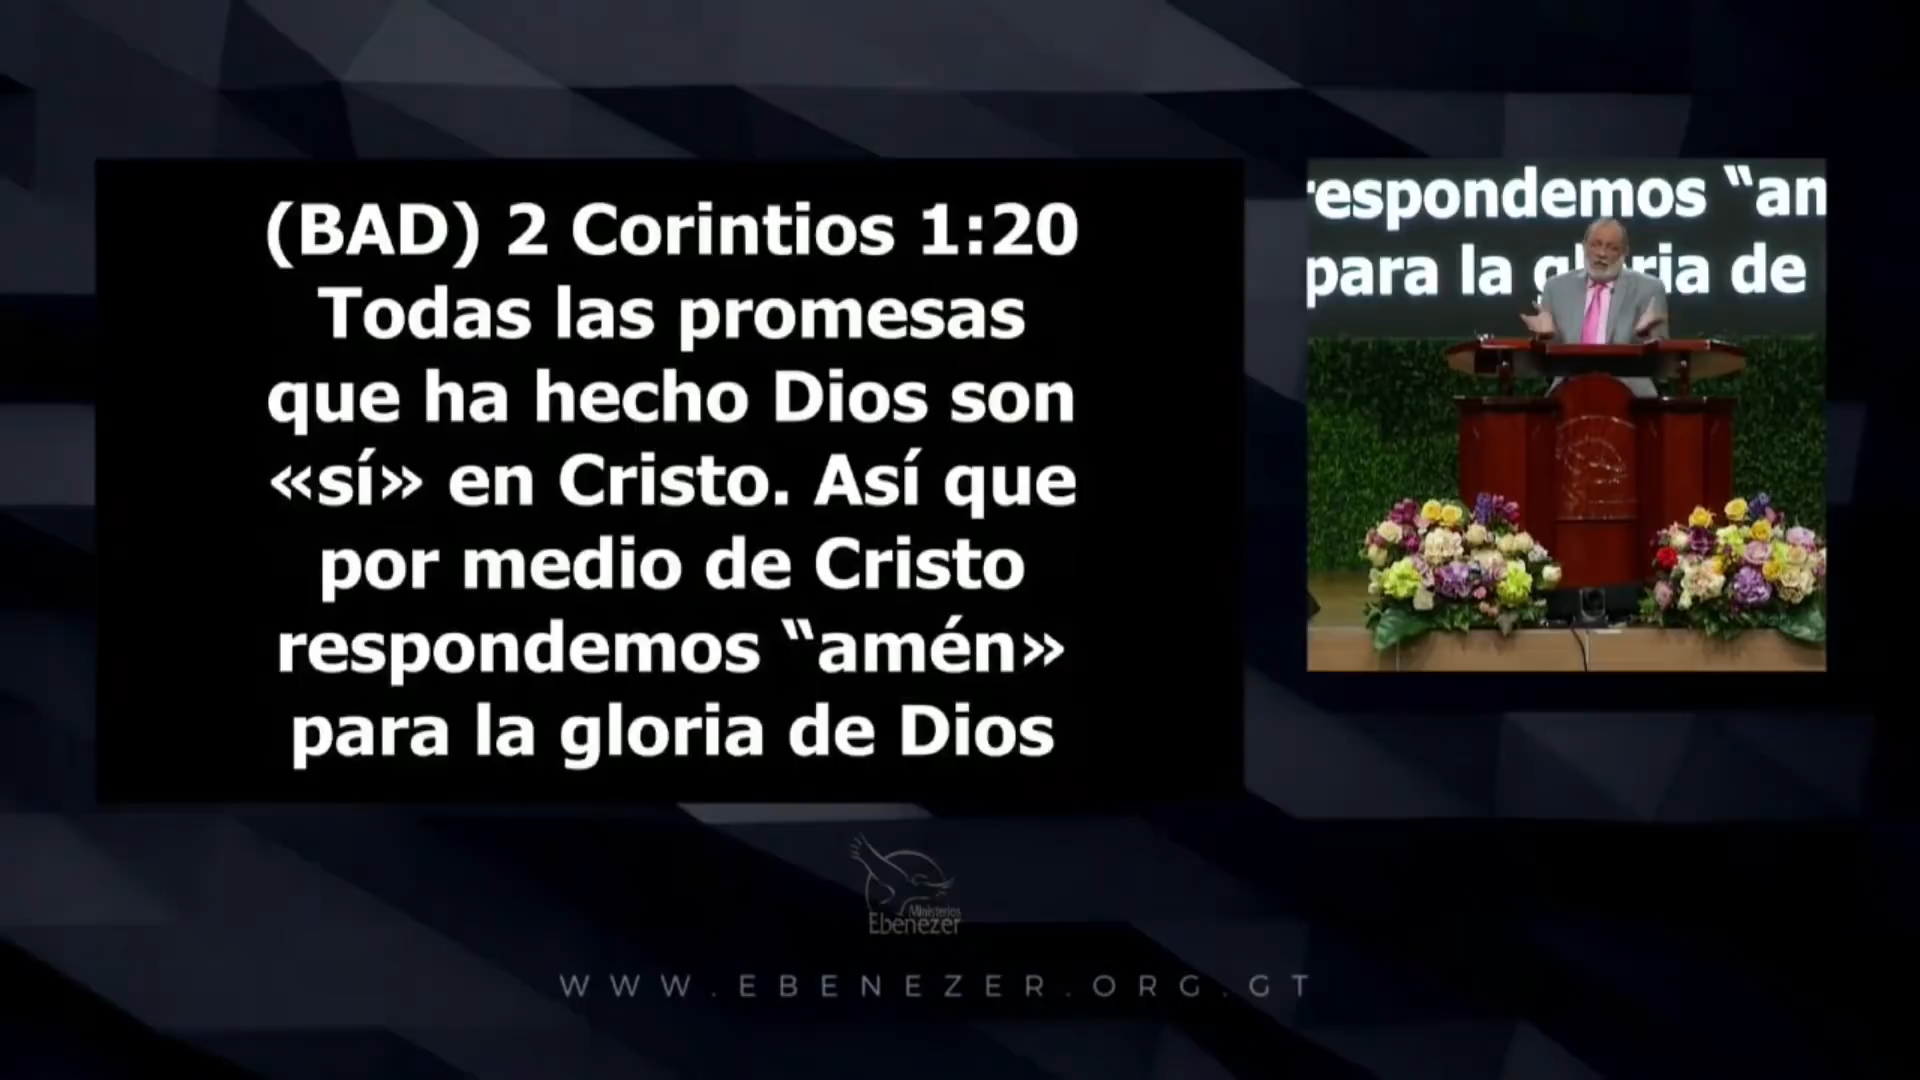 (BAD) 2 Corintios 1:20
Todas las promesas
que ha hecho Dios son
«sí» en Cristo. Así que
por medio de Cristo
respondemos “amén»
para la gloria de Dios
respondemos “am
para la gloria de
Ministerios
Ebenezer
WWW.EBENEZER.ORG.GT